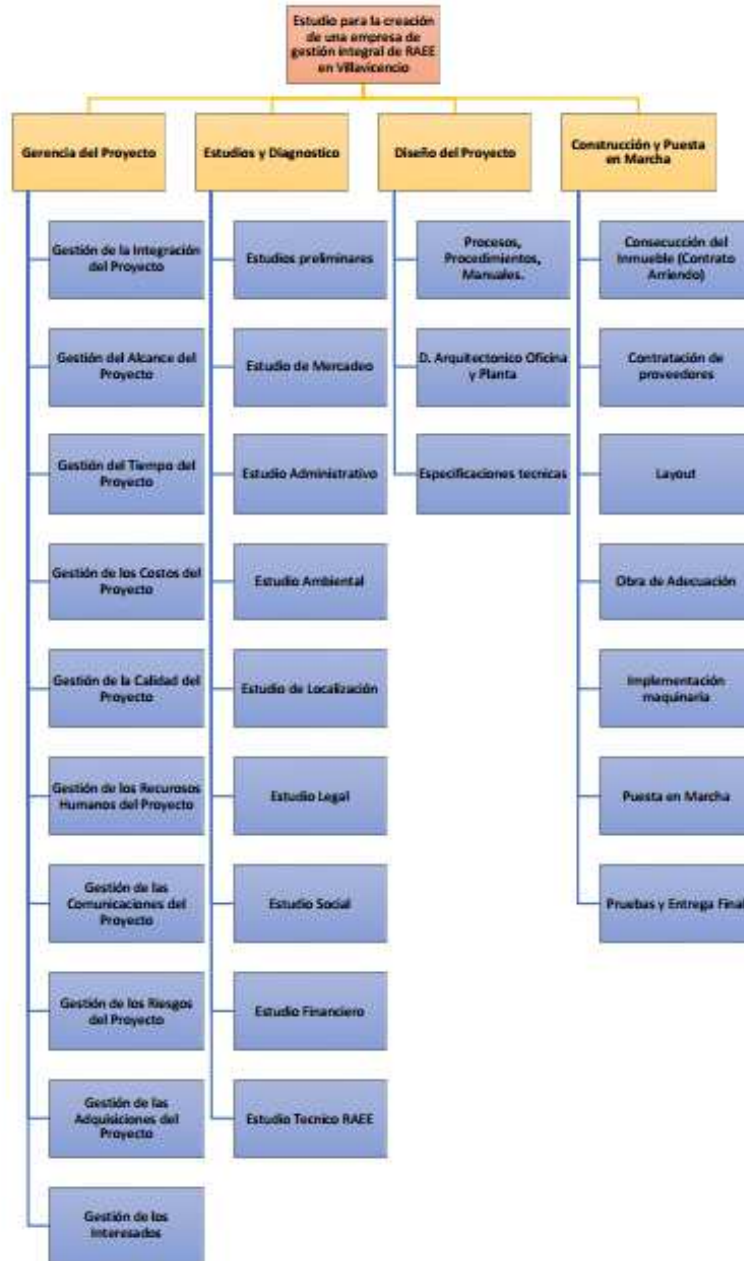 Estudio para la creación
de una empresa de
gestión integral de RAEE
en Villavicencio
Gerencia del Proyecto
Gestión de la Integración
del Proyecto
Gestión del Alcance del
Proyecto
Gestión del Tiempo del
Proyecto
Gestión de los Costos del
Proyecto
Gestión de la Calidad del
Proyecto
Gestión de los Recurosos
Humanos del Proyecto
Gestión de las
Comunicaciones del
Proyecto
Gestión de los Riesgos
del Proyecto
Gestión de las
Adquisiciones del
Proyecto
Gestión de los
Interesados
Estudios y Diagnostico
Estudios preliminares
Estudio de Mercadeo
Estudio Administrativo
Estudio Ambiental
Estudio de Localización
Estudio Legal
Estudio Social
Estudio Financiero
Estudio Tecnico RAEE
Diseño del Proyecto
Procesos,
Procedimientos,
Manuales.
D. Arquitectonico Oficina
y Planta
Especificaciones tecnicas
Construcción y Puesta
en Marcha
Consecucción del
Inmueble (Contrato
Arriendo)
Contratación de
proveedores
Layout
Obra de Adecuación
Implementación
maquinaria
Puesta en Marcha
Pruebas y Entrega Final